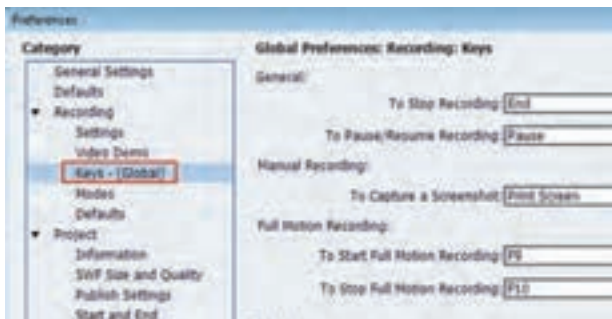 Preferences
Category
General Settings
Defaults
Recording
Settings
Video Demo
Keys - (Global)
Modes
Defaults
Project
Information
SWF Size and Quality
Publish Settings
Start and End
Global Preferences: Recording: Keys
General:
To Stop Recording: End
To Pause/Resume Recording: Pause
Manual Recording:
To Capture a Screenshot: Print Screen
Full Motion Recording:
To Start Full Motion Recording: F9
To Stop Full Motion Recording: F10